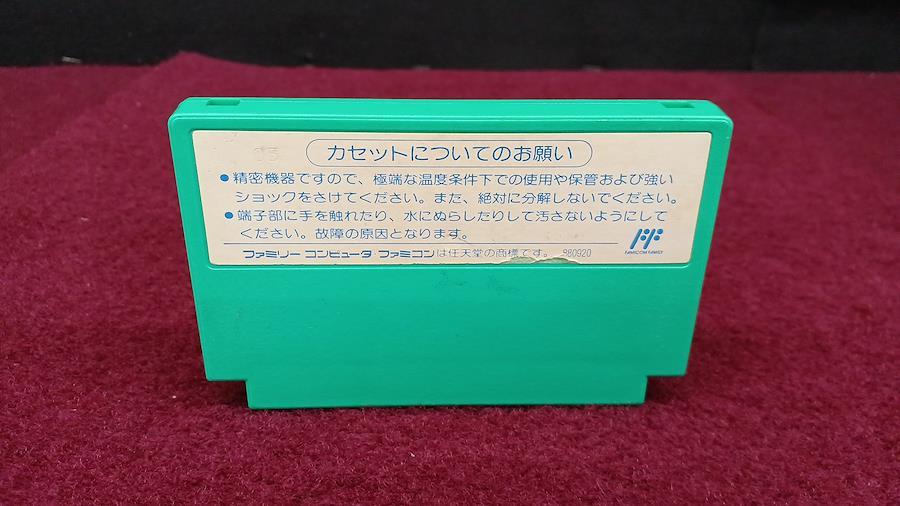 03
カセットについてのお願い
●精密機器ですので、極端な温度条件下での使用や保管および強い
ショックをさけてください。また、絶対に分解しないでください。
●端子部に手を触れたり、水にぬらしたりして汚さないようにして
ください。故障の原因となります。
FAMICOM FAMILY
ファミリー コンピュータ・ファミコンは任天堂の商標です。 880920